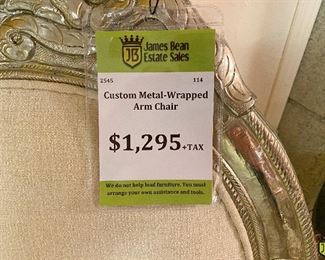 James Bean
Estate Sales
JB
2545 114
Custom Metal-Wrapped
Arm Chair
$1,295+TAX
We do not help load furniture. You must
arrange your own assistance and tools.